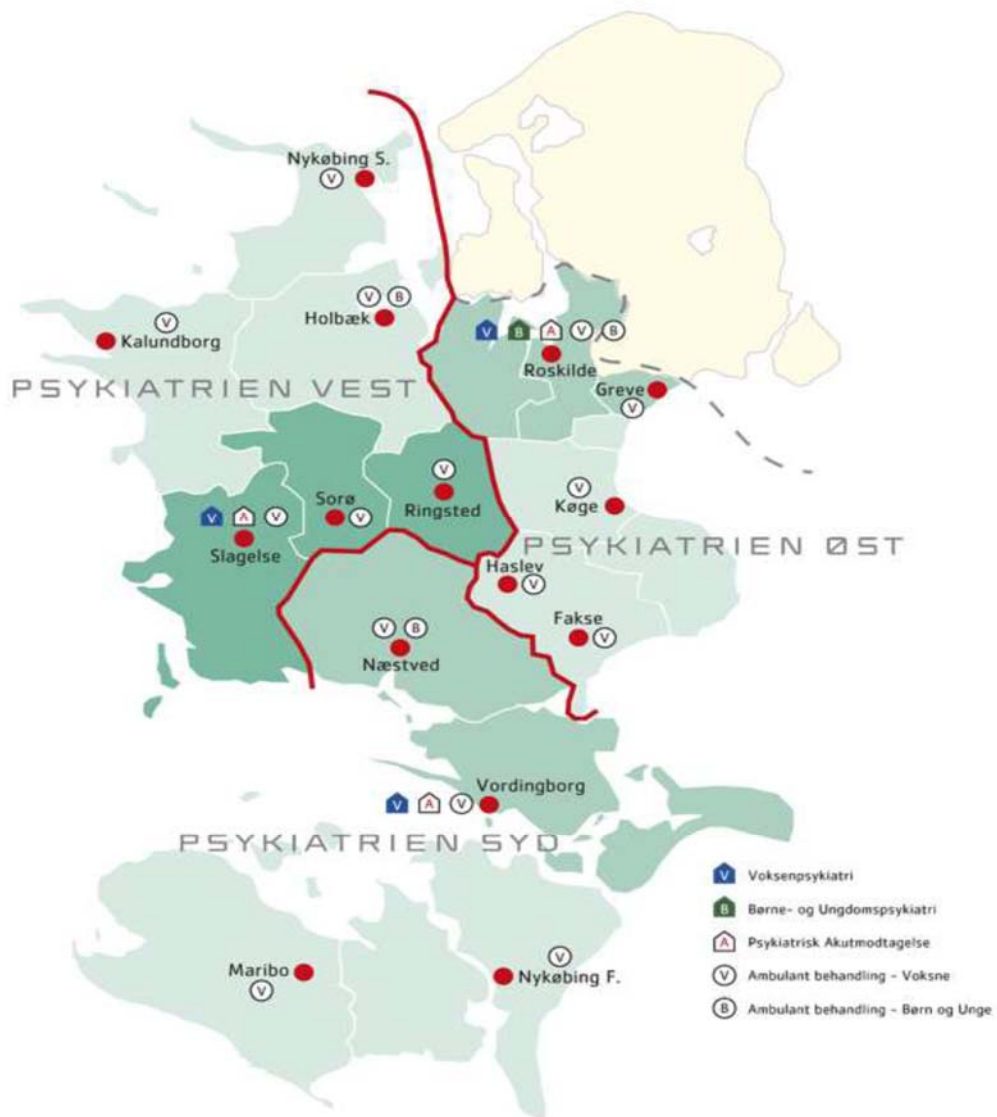 Nykøbing S.
V
V B
Holbæk
V
Kalundborg
V B A V B
Roskilde
Greve
V
PSYKIATRIEN VEST
V
Ringsted
V
Køge
Sorø
V
V A V
Slagelse
PSYKIATRIEN ØST
Haslev
V
Fakse
V
V B
Næstved
Vordingborg
V A V
PSYKIATRIEN SYD
V Voksenpsykiatri
B Børne- og Ungdomspsykiatri
A Psykiatrisk Akutmodtagelse
V Ambulant behandling - Voksne
B Ambulant behandling - Børn og Unge
Maribo
V
V
Nykøbing F.